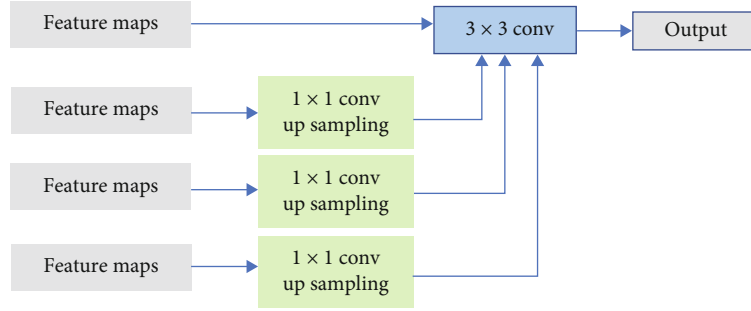 Feature maps
3 × 3 conv
Output
Feature maps
1 × 1 conv
up sampling
Feature maps
1 × 1 conv
up sampling
Feature maps
1 × 1 conv
up sampling